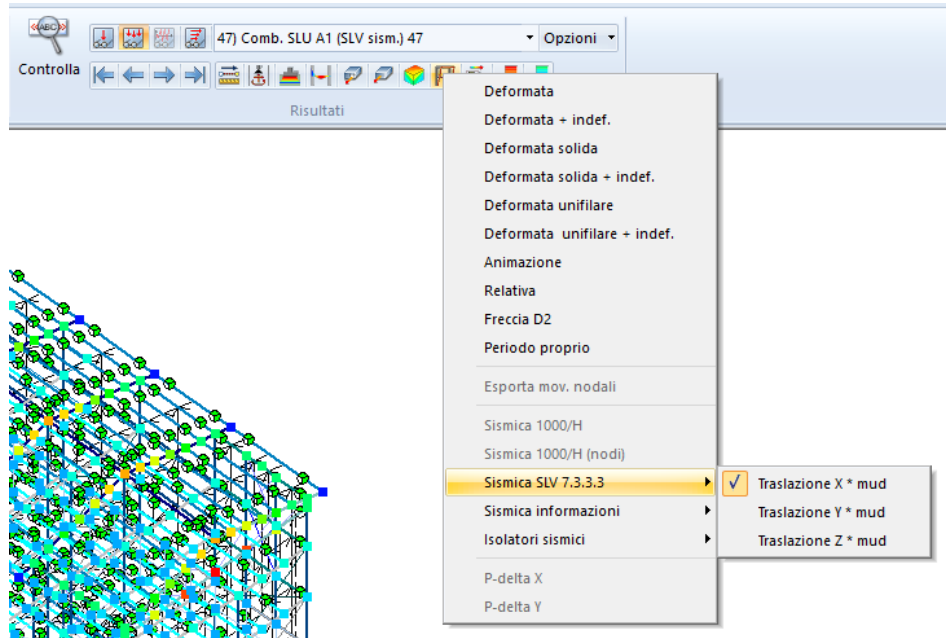 «ABC»
47) Comb. SLU A1 (SLV sism.) 47
Opzioni
Controlla
Risultati
Deformata
Deformata + indef.
Deformata solida
Deformata solida + indef.
Deformata unifilare
Deformata  unifilare + indef.
Animazione
Relativa
Freccia D2
Periodo proprio
Esporta mov. nodali
Sismica 1000/H
Sismica 1000/H (nodi)
Sismica SLV 7.3.3.3
Traslazione X * mud
Sismica informazioni
Traslazione Y * mud
Isolatori sismici
Traslazione Z * mud
P-delta X
P-delta Y